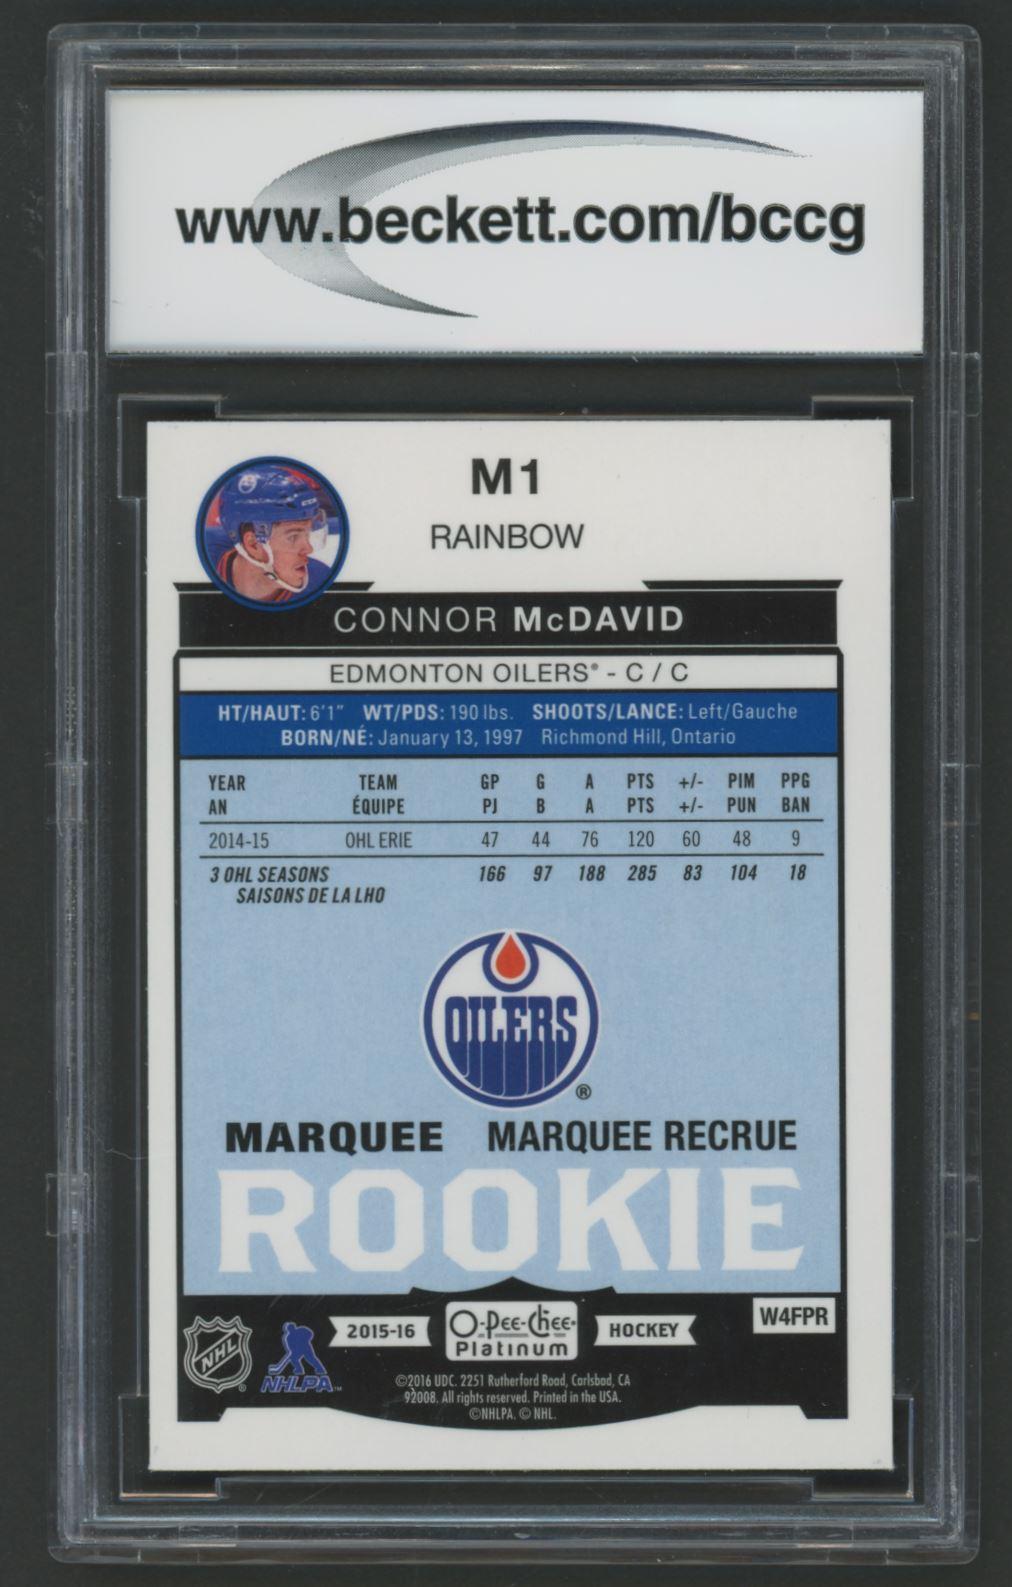 www.beckett.com/bccg
M1
RAINBOW
CONNOR McDAVID
EDMONTON OILERS® - C / C
HT/HAUT: 6'1" WT/PDS: 190 lbs. SHOOTS/LANCE: Left/Gauche
BORN/NÉ: January 13, 1997 Richmond Hill, Ontario
YEAR TEAM GP G A PTS +/- PIM PPG
AN ÉQUIPE PJ B A PTS +/- PUN BAN
2014-15 OHL ERIE 47 44 76 120 60 48 9
3 OHL SEASONS 166 97 188 285 83 104 18
SAISONS DE LA LHO
OILERS
®
MARQUEE MARQUEE RECRUE
ROOKIE
W4FPR
NHL ® NHLPA™ 2015-16 O-Pee-Chee® HOCKEY
Platinum
©2016 UDC. 2251 Rutherford Road, Carlsbad, CA
92008. All rights reserved. Printed in the USA.
©NHLPA. © NHL.